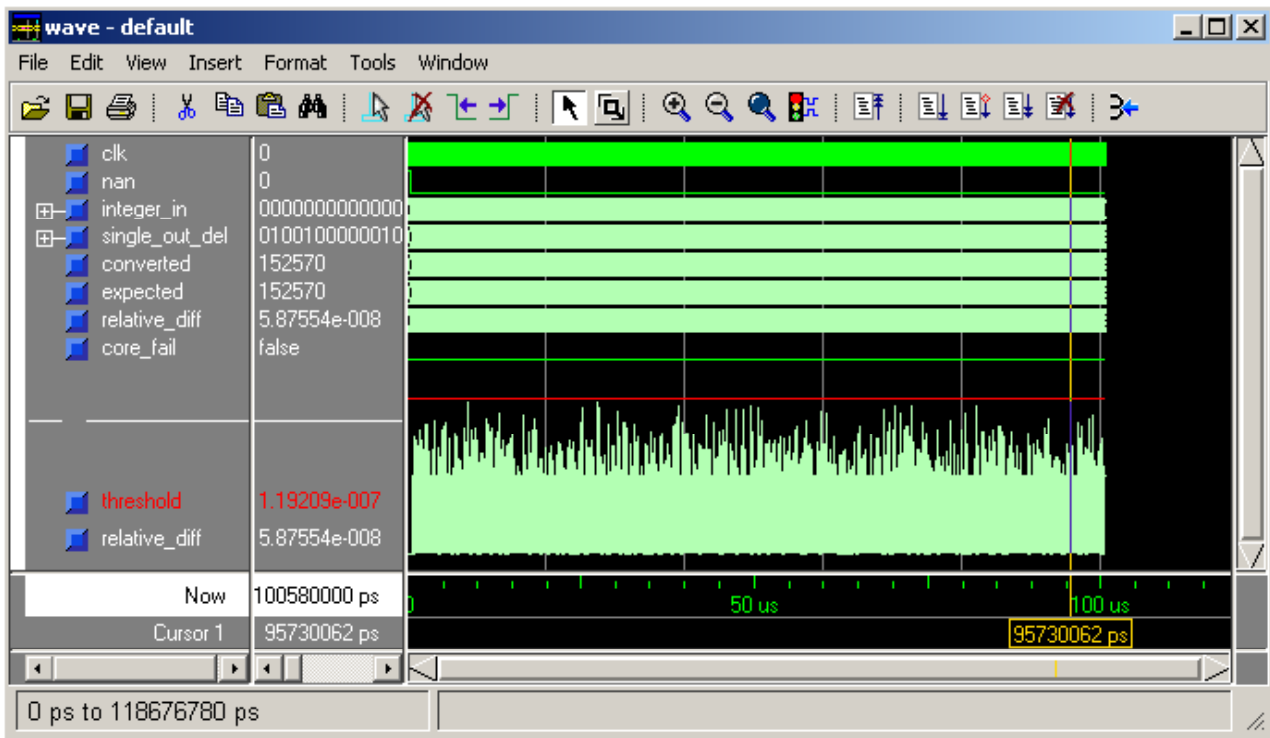 wave - default
File Edit View Insert Format Tools Window
clk 0
nan 0
integer_in 0000000000000
single_out_del 0100100000010
converted 152570
expected 152570
relative_diff 5.87554e-008
core_fail false
threshold 1.19209e-007
relative_diff 5.87554e-008
Now 100580000 ps 0 50 us 100 us
Cursor 1 95730062 ps 95730062 ps
0 ps to 118676780 ps